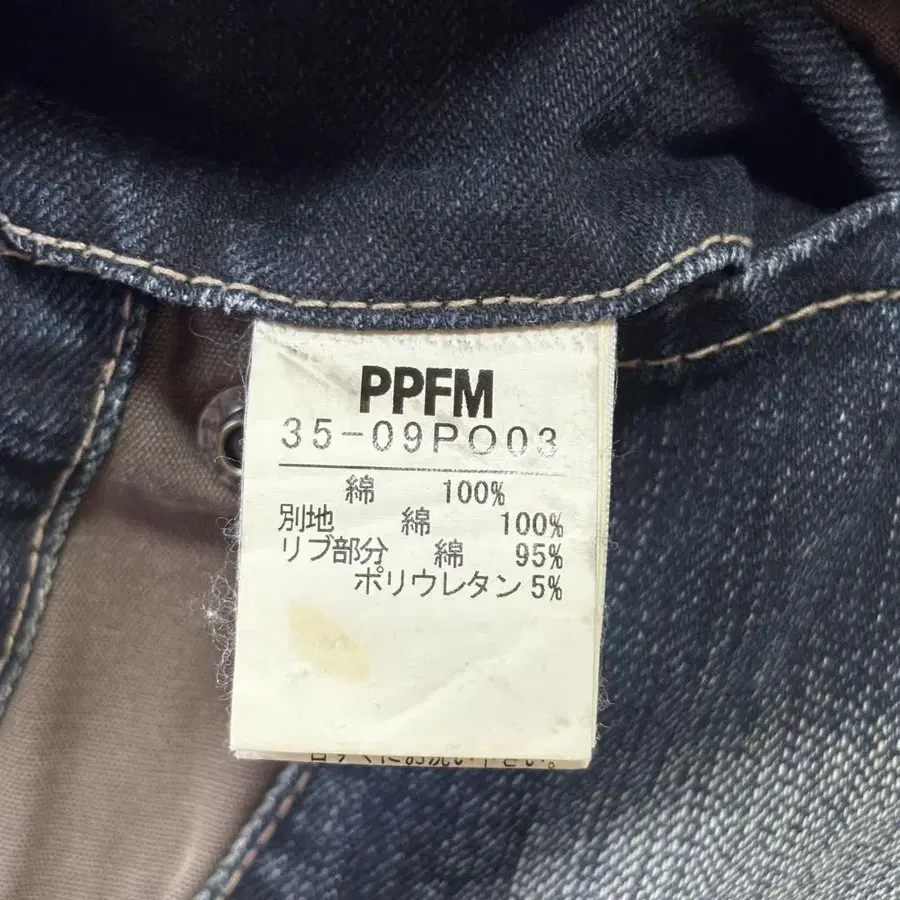 PPFM
35-09PO03
綿 100%
別地 綿 100%
リブ部分 綿 95%
ポリウレタン 5%